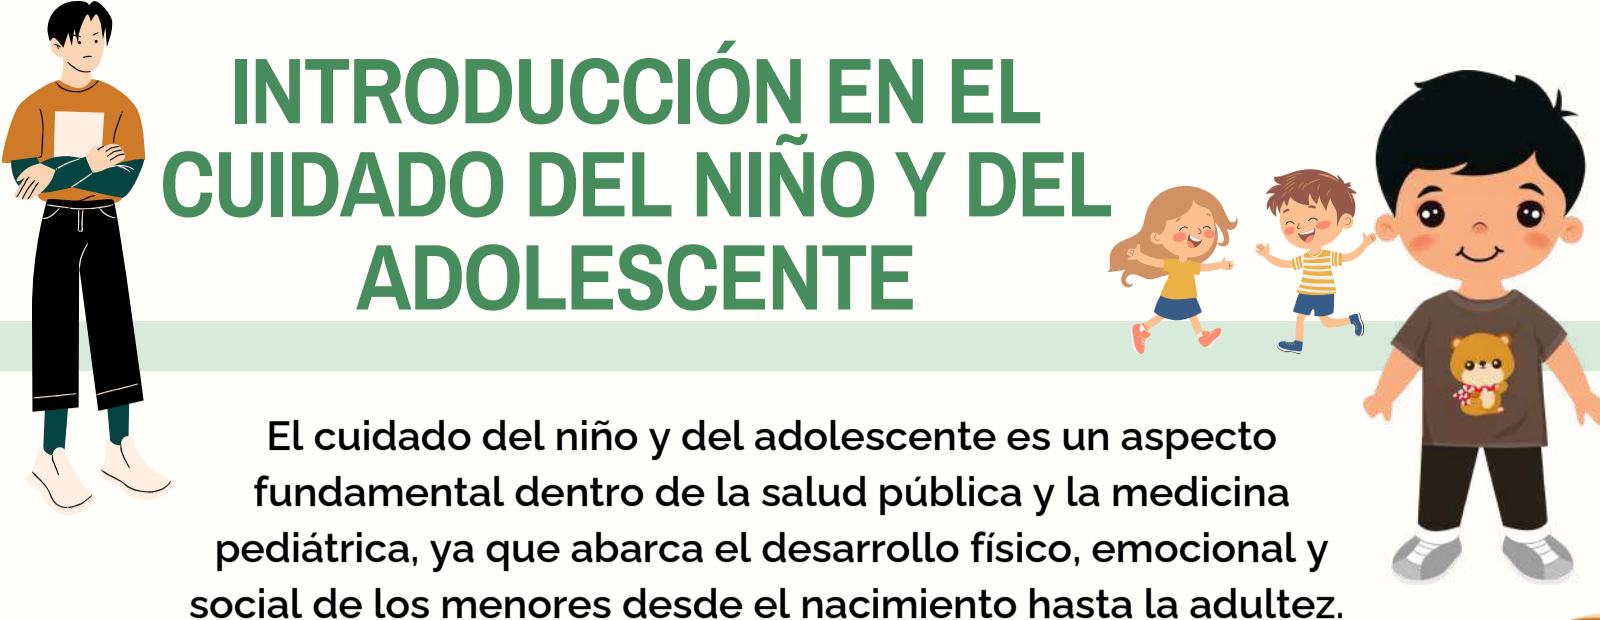 INTRODUCCIÓN EN EL
CUIDADO DEL NIÑO Y DEL
ADOLESCENTE
El cuidado del niño y del adolescente es un aspecto
fundamental dentro de la salud pública y la medicina
pediátrica, ya que abarca el desarrollo físico, emocional y
social de los menores desde el nacimiento hasta la adultez.